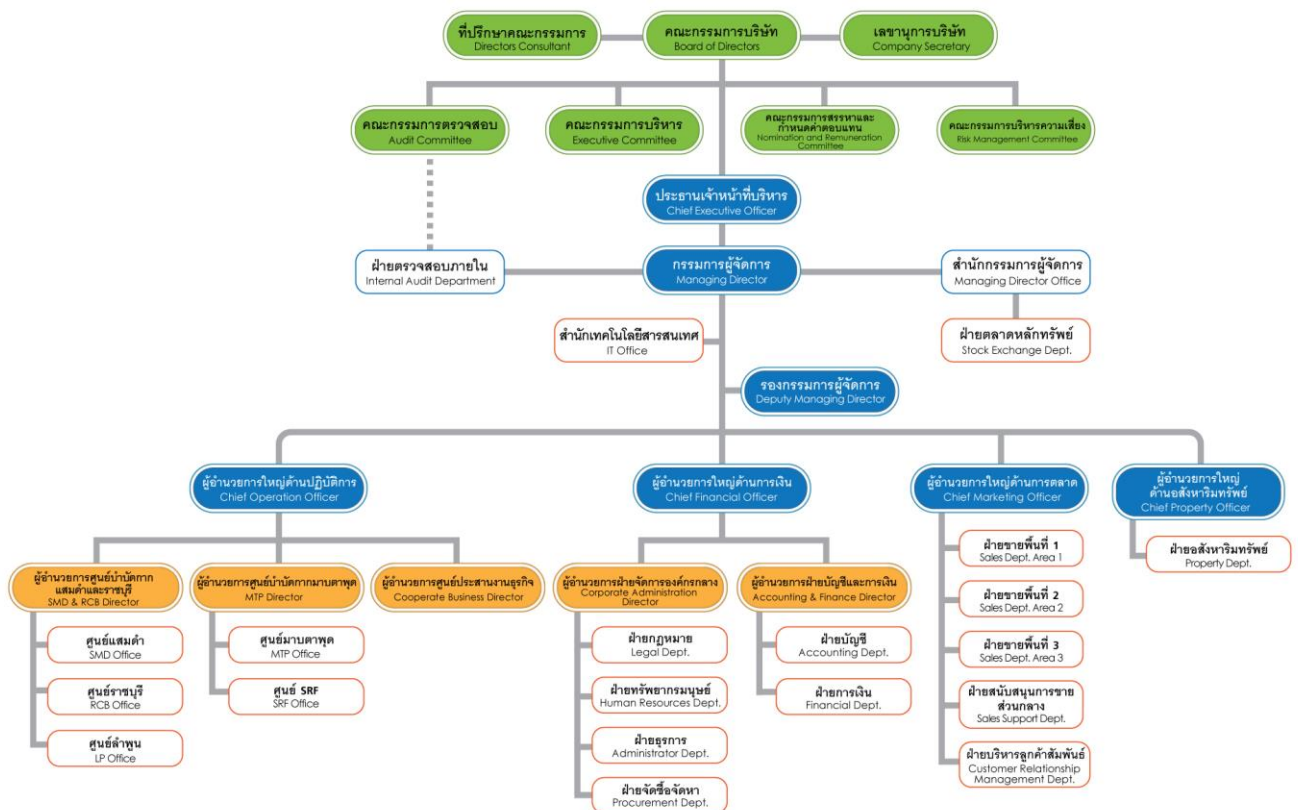 ที่ปรึกษาคณะกรรมการ
Directors Consultant
คณะกรรมการบริษัท
Board of Directors
เลขานุการบริษัท
Company Secretary
คณะกรรมการตรวจสอบ
Audit Committee
คณะกรรมการบริหาร
Executive Committee
คณะกรรมการสรรหาและ
กำหนดค่าตอบแทน
Nomination and Remuneration
Committee
คณะกรรมการบริหารความเสี่ยง
Risk Management Committee
ประธานเจ้าหน้าที่บริหาร
Chief Executive Officer
ฝ่ายตรวจสอบภายใน
Internal Audit Department
กรรมการผู้จัดการ
Managing Director
สำนักกรรมการผู้จัดการ
Managing Director Office
สำนักเทคโนโลยีสารสนเทศ
IT Office
ฝ่ายตลาดหลักทรัพย์
Stock Exchange Dept.
รองกรรมการผู้จัดการ
Deputy Managing Director
ผู้อำนวยการใหญ่ด้านปฏิบัติการ
Chief Operation Officer
ผู้อำนวยการใหญ่ด้านการเงิน
Chief Financial Officer
ผู้อำนวยการใหญ่ด้านการตลาด
Chief Marketing Officer
ผู้อำนวยการใหญ่
ด้านอสังหาริมทรัพย์
Chief Property Officer
ผู้อำนวยการศูนย์บำบัดกาก
แสมดำและราชบุรี
SMD & RCB Director
ผู้อำนวยการศูนย์บำบัดกากมาบตาพุด
MTP Director
ผู้อำนวยการศูนย์ประสานงานธุรกิจ
Cooperate Business Director
ผู้อำนวยการฝ่ายจัดการองค์กรกลาง
Corporate Administration
Director
ผู้อำนวยการฝ่ายบัญชีและการเงิน
Accounting & Finance Director
ฝ่ายขายพื้นที่ 1
Sales Dept. Area 1
ฝ่ายอสังหาริมทรัพย์
Property Dept.
ฝ่ายขายพื้นที่ 2
Sales Dept. Area 2
ฝ่ายขายพื้นที่ 3
Sales Dept. Area 3
ฝ่ายสนับสนุนการขาย
ส่วนกลาง
Sales Support Dept.
ฝ่ายบริหารลูกค้าสัมพันธ์
Customer Relationship
Management Dept.
ศูนย์แสมดำ
SMD Office
ศูนย์ราชบุรี
RCB Office
ศูนย์ลำพูน
LP Office
ศูนย์มาบตาพุด
MTP Office
ศูนย์ SRF
SRF Office
ฝ่ายกฎหมาย
Legal Dept.
ฝ่ายทรัพยากรมนุษย์
Human Resources Dept.
ฝ่ายธุรการ
Administrator Dept.
ฝ่ายจัดซื้อจัดหา
Procurement Dept.
ฝ่ายบัญชี
Accounting Dept.
ฝ่ายการเงิน
Financial Dept.